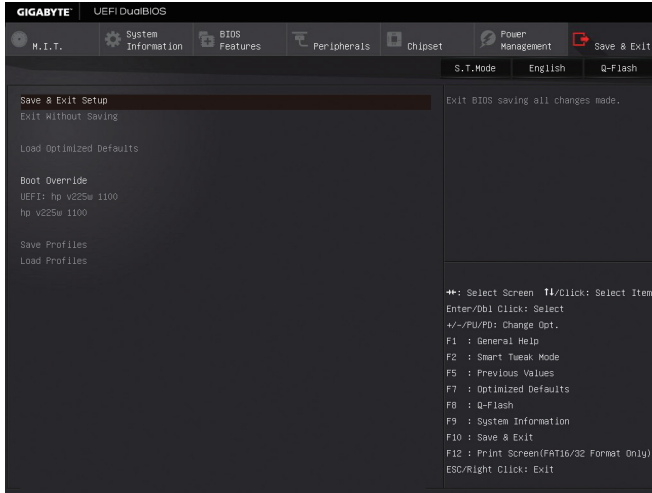 GIGABYTE™ UEFI DualBIOS
M.I.T.
System Information
BIOS Features
Peripherals
Chipset
Power Management
Save & Exit
S.T.Mode English Q-Flash
Save & Exit Setup
Exit Without Saving
Load Optimized Defaults
Boot Override
UEFI: hp v225w 1100
hp v225w 1100
Save Profiles
Load Profiles
Exit BIOS saving all changes made.
→←: Select Screen ↑↓/Click: Select Item
Enter/Dbl Click: Select
+/-/PU/PD: Change Opt.
F1 : General Help
F2 : Smart Tweak Mode
F5 : Previous Values
F7 : Optimized Defaults
F8 : Q-Flash
F9 : System Information
F10 : Save & Exit
F12 : Print Screen(FAT16/32 Format Only)
ESC/Right Click: Exit